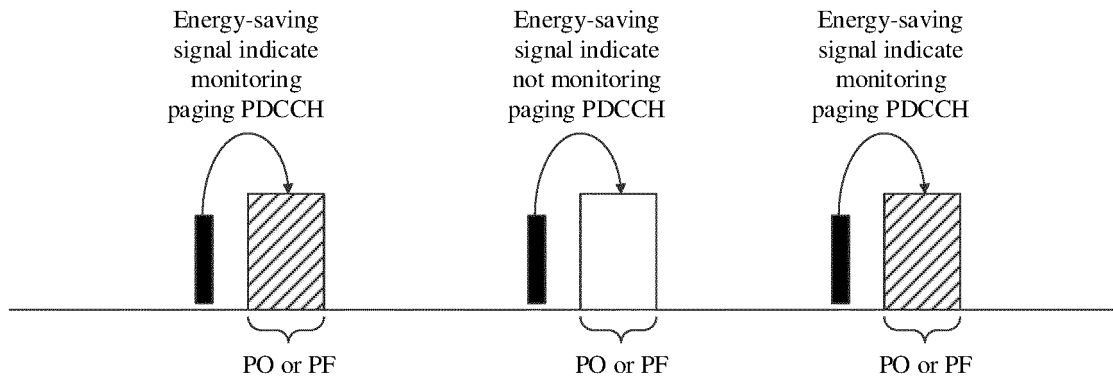 Energy-saving
signal indicate
monitoring
paging PDCCH
Energy-saving
signal indicate
not monitoring
paging PDCCH
Energy-saving
signal indicate
monitoring
paging PDCCH
PO or PF
PO or PF
PO or PF